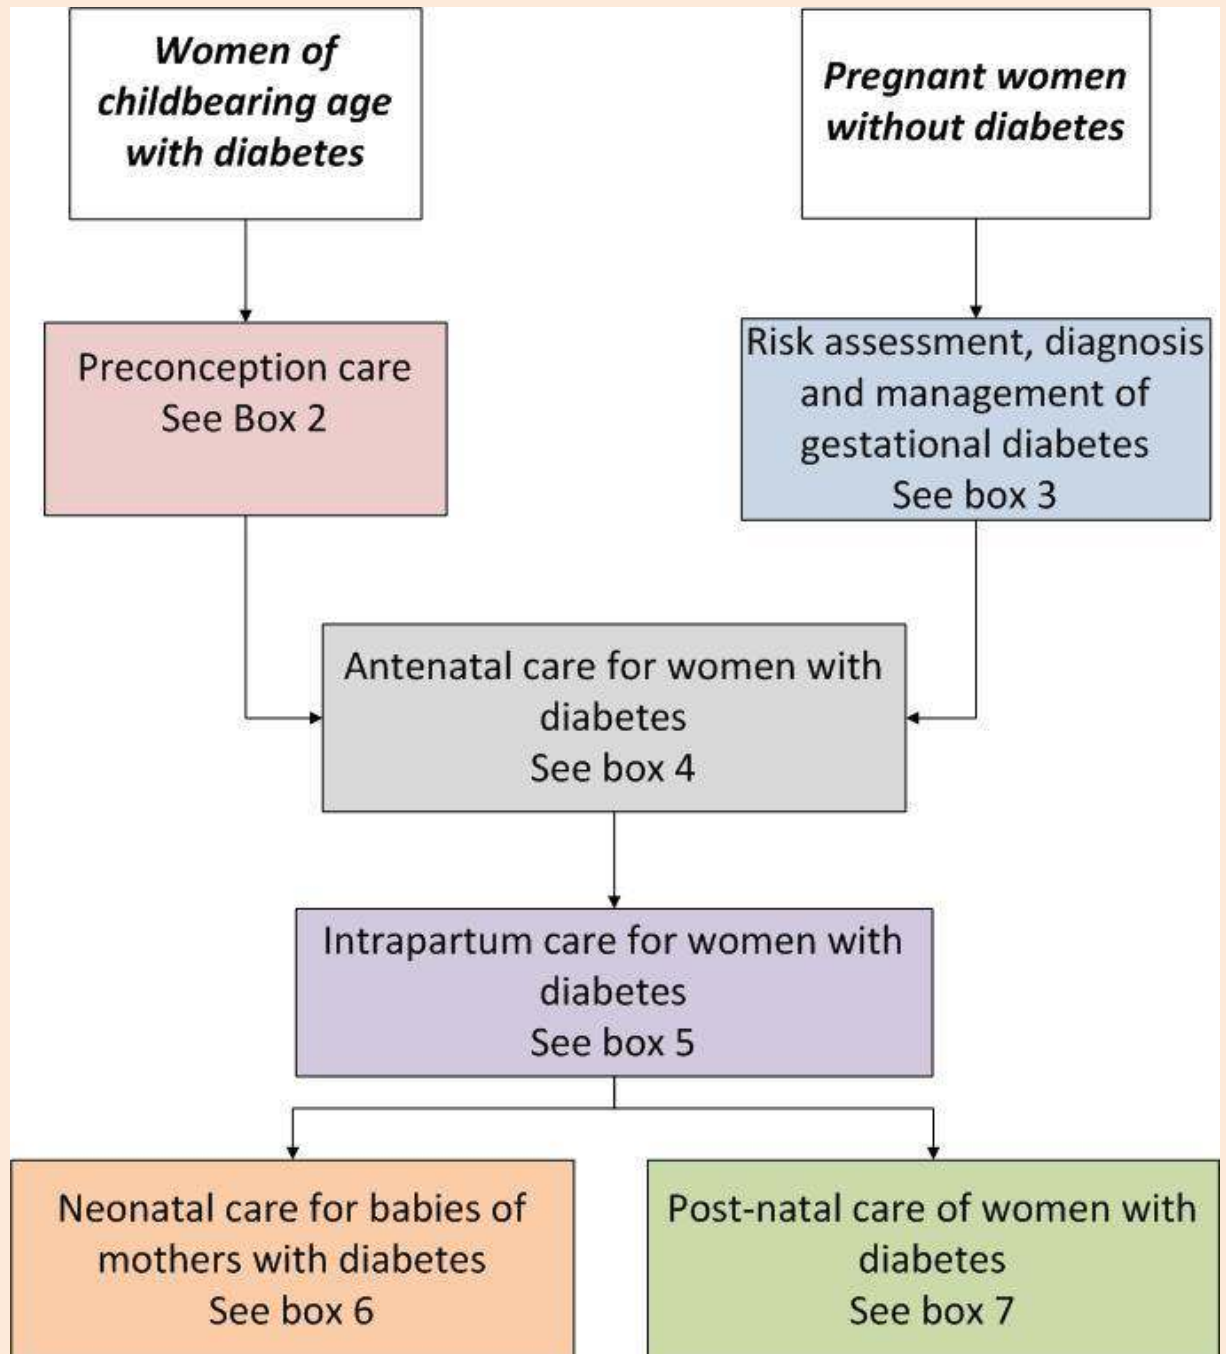 Women of
childbearing age
with diabetes
Pregnant women
without diabetes
Preconception care
See Box 2
Risk assessment, diagnosis
and management of
gestational diabetes
See box 3
Antenatal care for women with
diabetes
See box 4
Intrapartum care for women with
diabetes
See box 5
Neonatal care for babies of
mothers with diabetes
See box 6
Post-natal care of women with
diabetes
See box 7